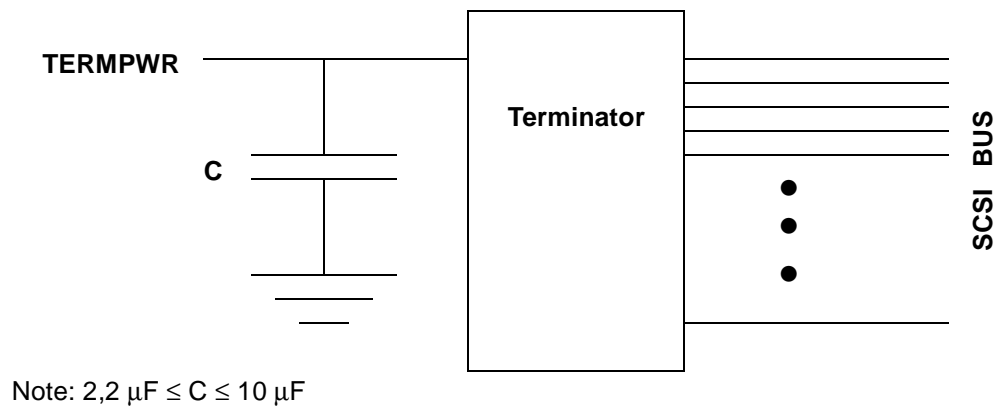 TERMPWR
Terminator
C
SCSI BUS
Note: 2,2 μF ≤ C ≤ 10 μF